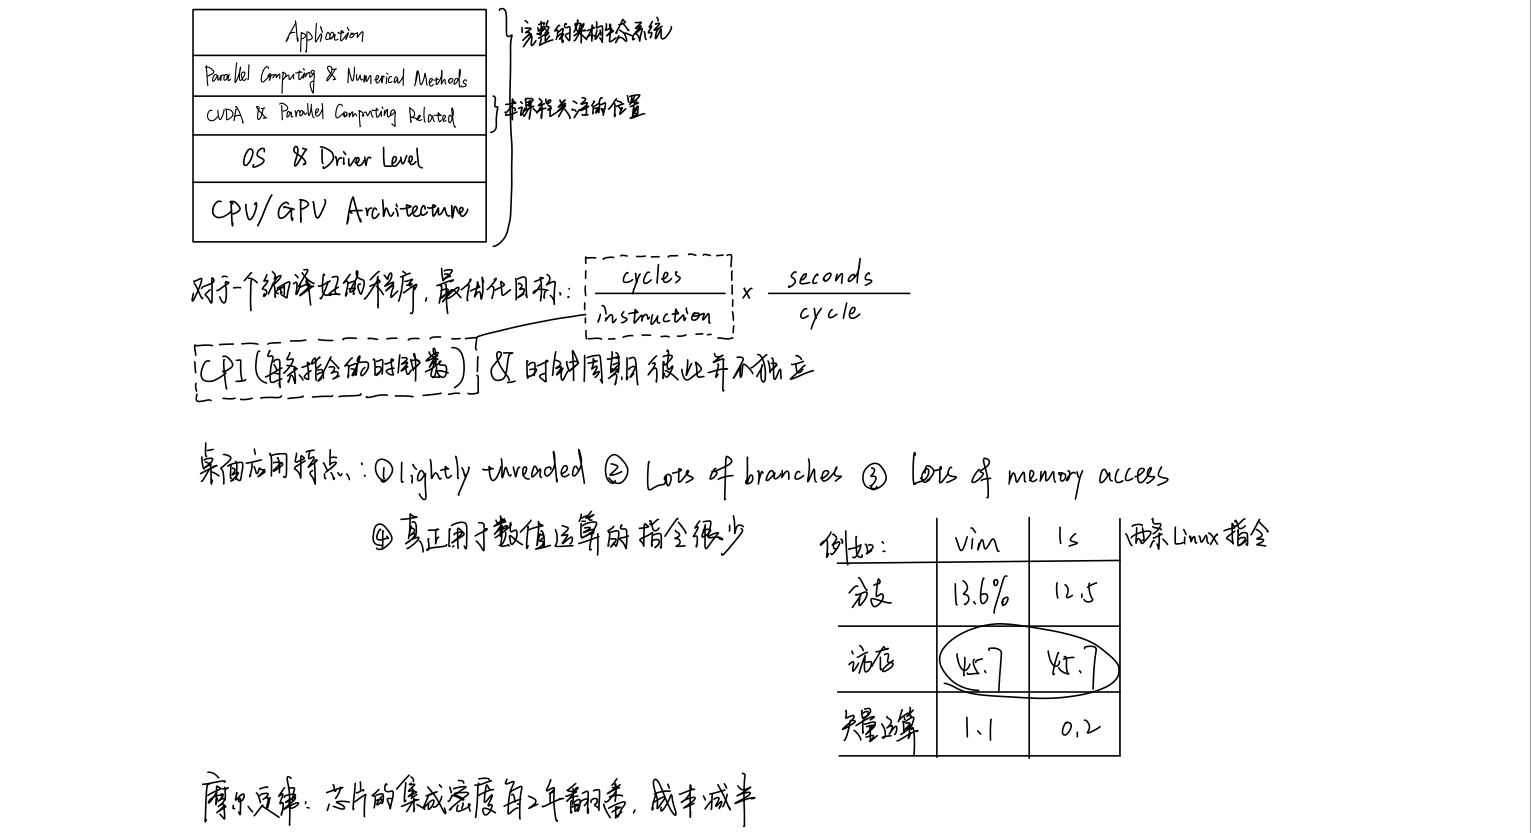 Application
完整的架构生态系统
Parallel Computing & Numerical Methods
CUDA & Parallel Computing Related
本课程关注的位置
OS & Driver Level
CPU/GPU Architecture
对于一个编译好的程序,最优化目标: cycles/instruction × seconds/cycle
CPI(每条指令的时钟数) & 时钟周期彼此并不独立
桌面应用特点: ① lightly threaded ② Lots of branches ③ Lots of memory access
④ 真正用于数值运算的指令很少
例如: vim ls 两条Linux指令
分支 13.6% 12.5
访存 45.7 45.7
矢量运算 1.1 0.2
摩尔定律: 芯片的集成密度每2年翻番,成本减半